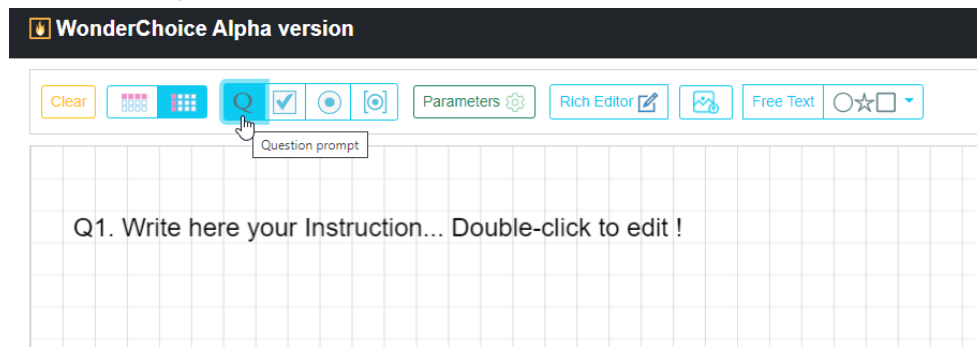 WonderChoice Alpha version
Clear Q Parameters Rich Editor Free Text
Question prompt
Q1. Write here your Instruction... Double-click to edit !